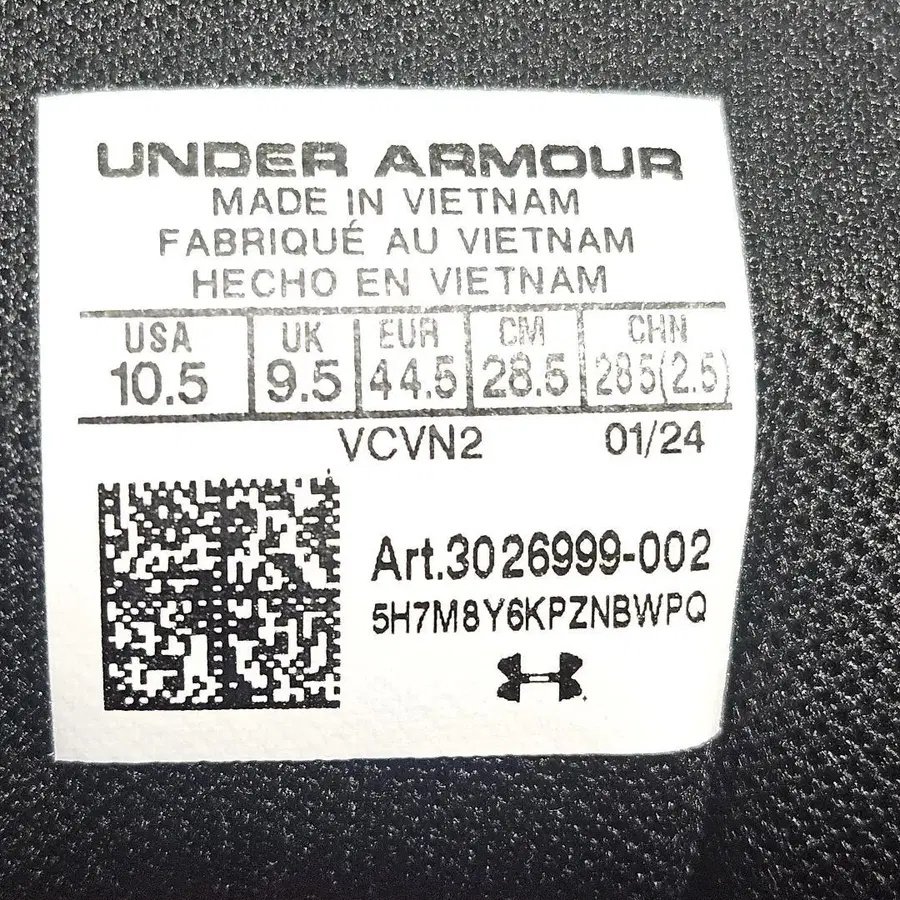 UNDER ARMOUR
MADE IN VIETNAM
FABRIQUÉ AU VIETNAM
HECHO EN VIETNAM
USA UK EUR CM CHN
10.5 9.5 44.5 28.5 285(2.5)
VCVN2 01/24
Art.3026999-002
5H7M8Y6KPZNBWPQ